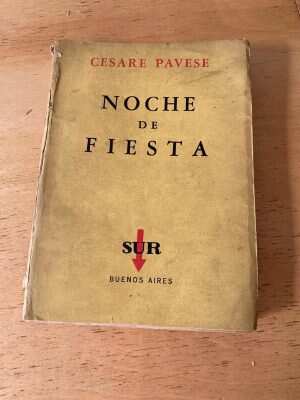 CESARE PAVESE
NOCHE
DE
FIESTA
SUR
BUENOS AIRES